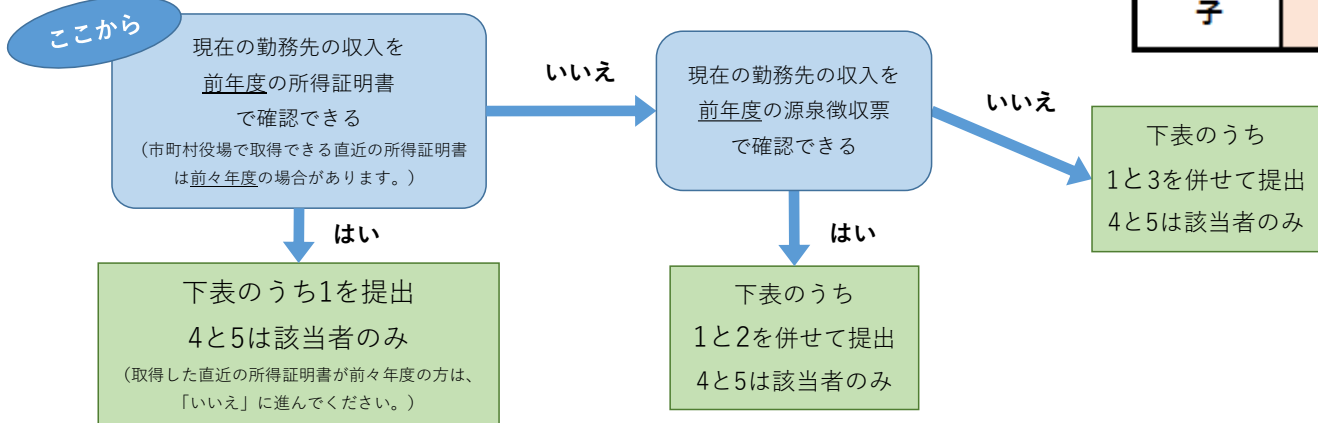 ここから
現在の勤務先の収入を
前年度の所得証明書
で確認できる
（市町村役場で取得できる直近の所得証明書
は前々年度の場合があります。）
いいえ
現在の勤務先の収入を
前年度の源泉徴収票
で確認できる
いいえ
子
下表のうち
1と3を併せて提出
4と5は該当者のみ
はい
はい
下表のうち1を提出
4と5は該当者のみ
（取得した直近の所得証明書が前々年度の方は、
「いいえ」に進んでください。）
下表のうち
1と2を併せて提出
4と5は該当者のみ